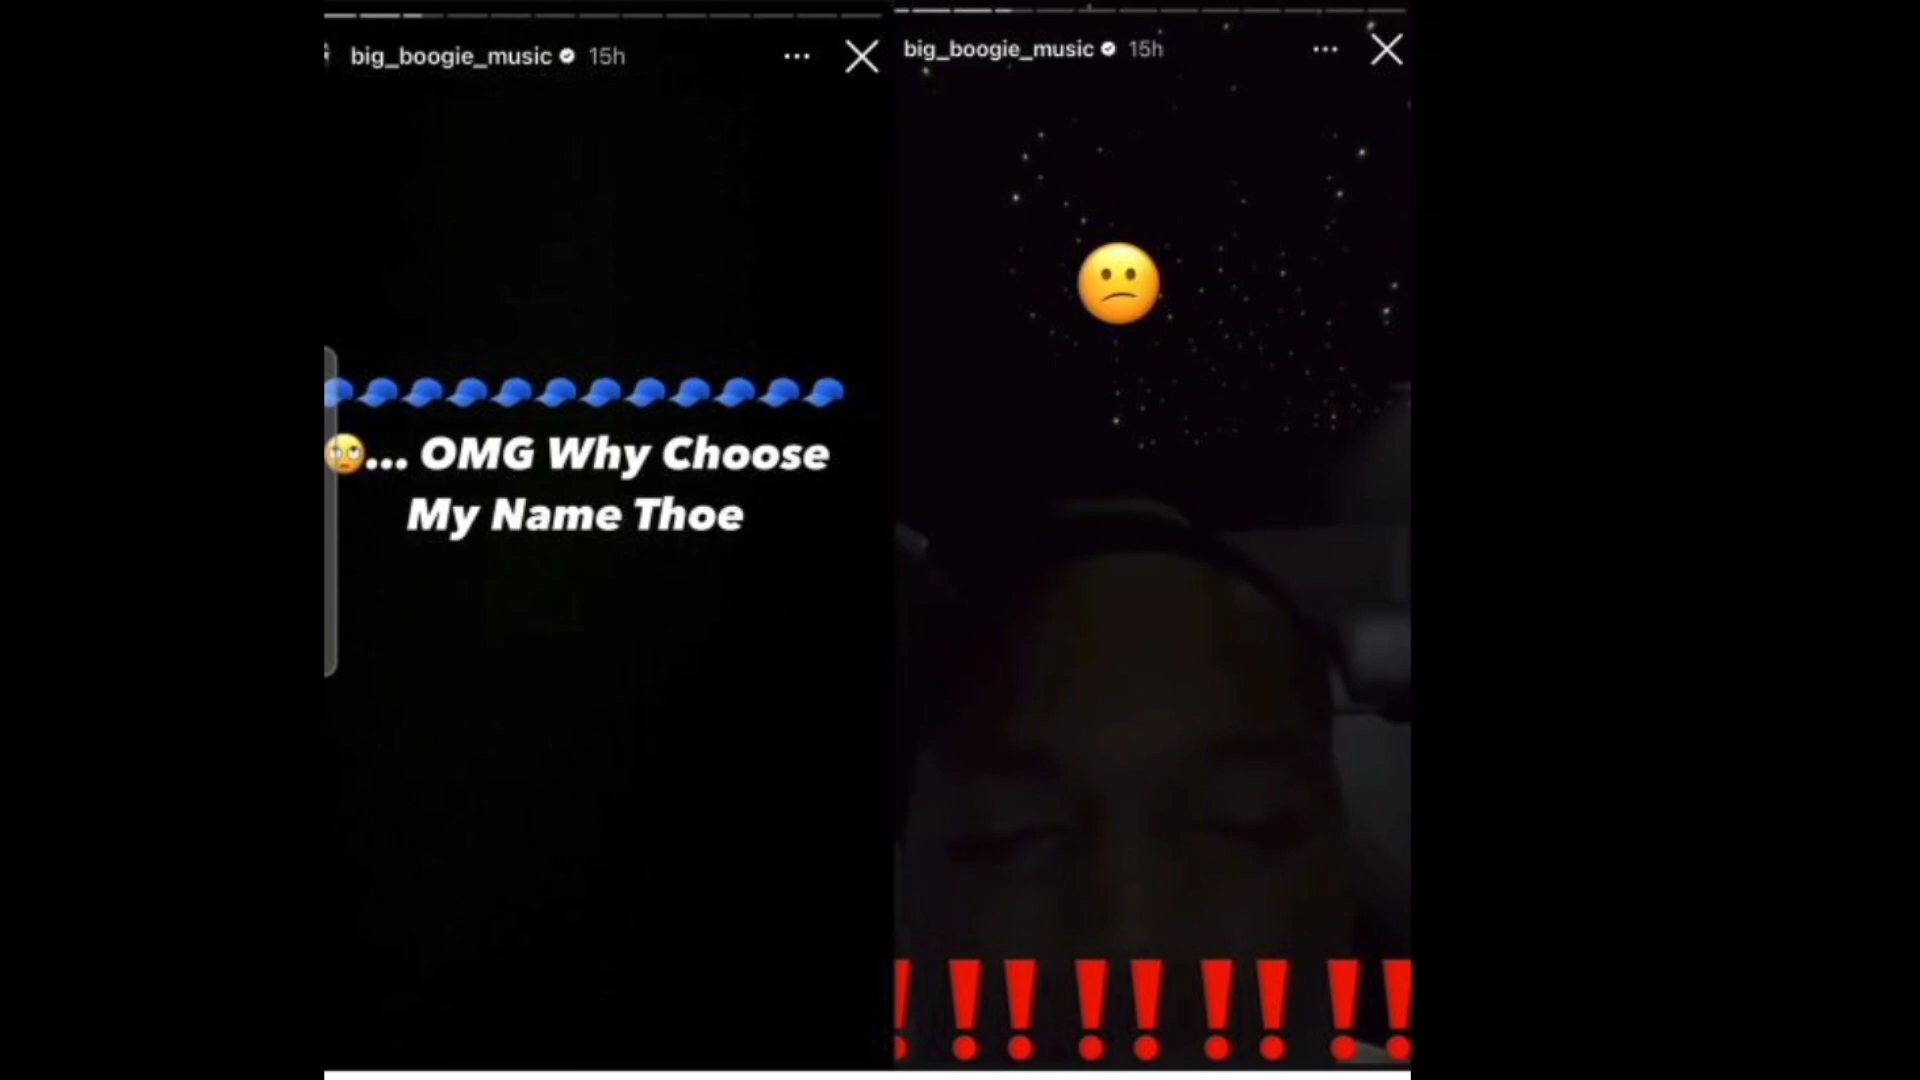 big_boogie_music 15h
🧢🧢🧢🧢🧢🧢🧢🧢🧢🧢🧢🧢
🙄... OMG Why Choose
My Name Thoe
big_boogie_music 15h
😕
❗❗❗❗❗❗❗❗❗